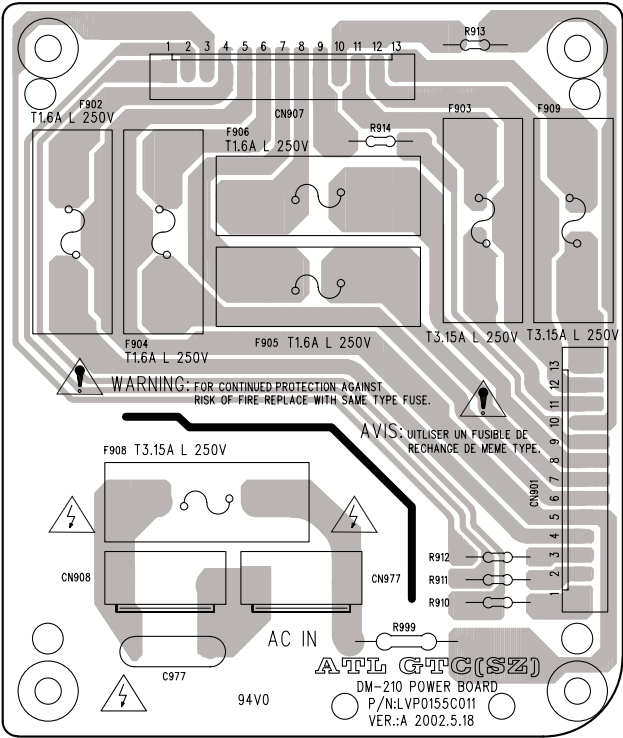 R913
1 2 3 4 5 6 7 8 9 10 11 12 13
F902
T1.6A L 250V
CN907
F903
F909
F906
T1.6A L 250V
R914
F904
T1.6A L 250V
F905 T1.6A L 250V
T3.15A L 250V
T3.15A L 250V
WARNING: FOR CONTINUED PROTECTION AGAINST
RISK OF FIRE REPLACE WITH SAME TYPE FUSE.
AVIS: UITLISER UN FUSIBLE DE
RECHANGE DE MEME TYPE.
13
12
11
10
9
8
7
6
5
4
3
2
1
CN901
F908 T3.15A L 250V
R912
CN908
CN977
R911
R910
R999
AC IN
C977
ATL GTC(SZ)
DM-210 POWER BOARD
94V0
P/N:LVP0155C011
VER.:A 2002.5.18